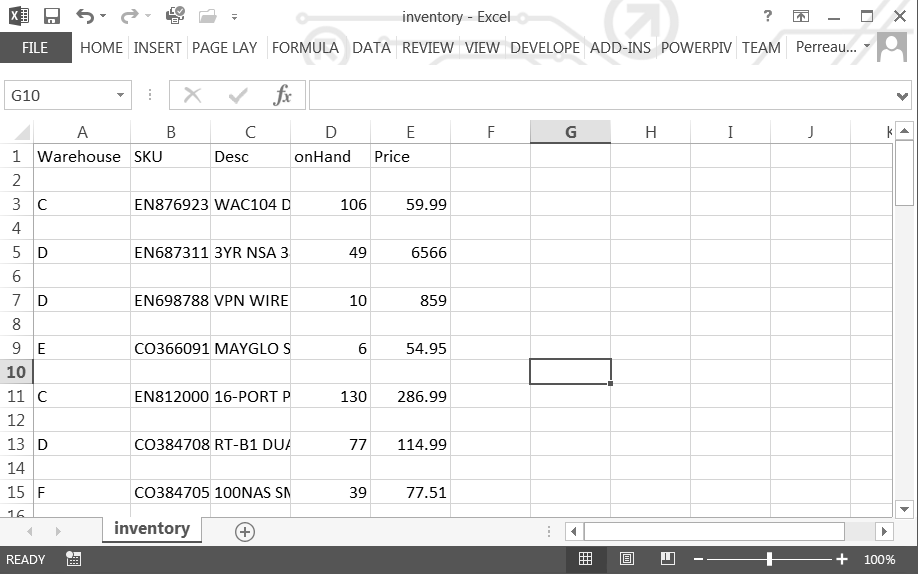 inventory - Excel
?
FILE HOME INSERT PAGE LAY FORMULA DATA REVIEW VIEW DEVELOPE ADD-INS POWERPIV TEAM Perreau...
G10 fx
A B C D E F G H I J K
1 Warehouse SKU Desc onHand Price
2
3 C EN876923 WAC104 D 106 59.99
4
5 D EN687311 3YR NSA 3 49 6566
6
7 D EN698788 VPN WIRE 10 859
8
9 E CO366091 MAYGLO S 6 54.95
10
11 C EN812000 16-PORT P 130 286.99
12
13 D CO384708 RT-B1 DUA 77 114.99
14
15 F CO384705 100NAS SM 39 77.51
16
inventory
READY 100%